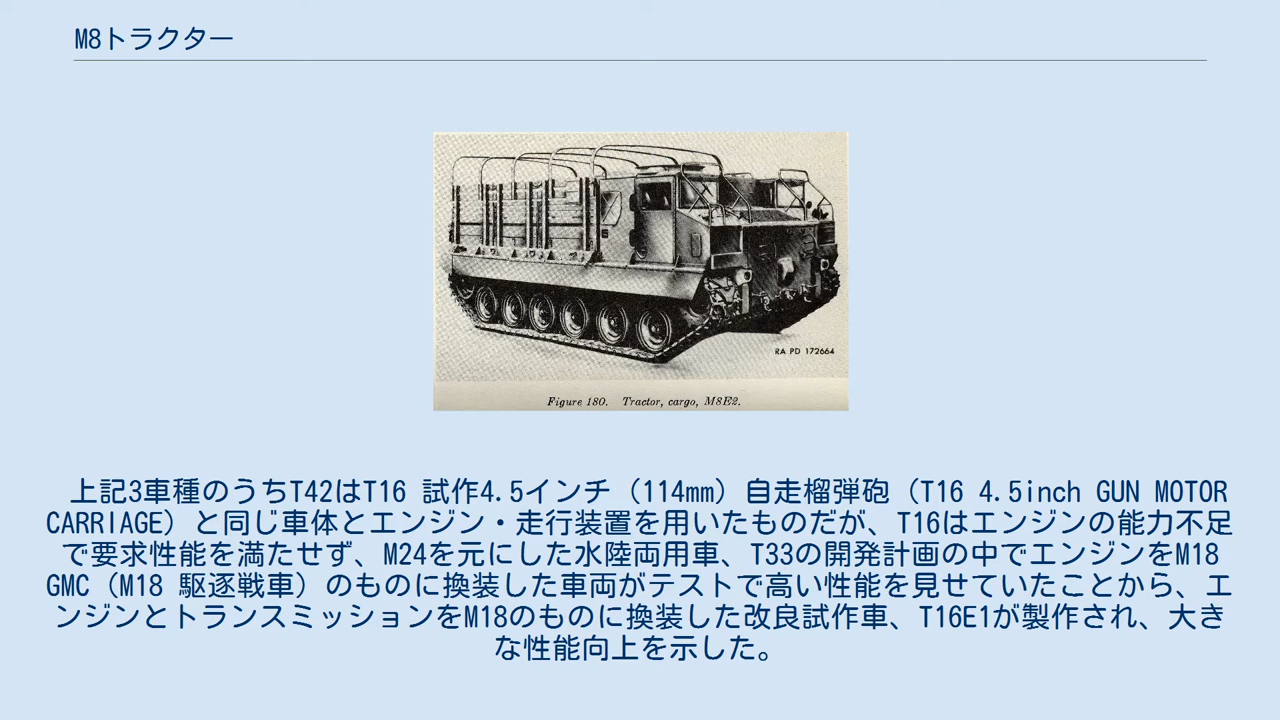 M8トラクター
RA PD 172664
Figure 180. Tractor, cargo, M8E2.
上記3車種のうちT42はT16 試作4.5インチ（114mm）自走榴弾砲（T16 4.5inch GUN MOTOR
CARRIAGE）と同じ車体とエンジン・走行装置を用いたものだが、T16はエンジンの能力不足
で要求性能を満たせず、M24を元にした水陸両用車、T33の開発計画の中でエンジンをM18
GMC（M18 駆逐戦車）のものに換装した車両がテストで高い性能を見せていたことから、エ
ンジンとトランスミッションをM18のものに換装した改良試作車、T16E1が製作され、大き
な性能向上を示した。